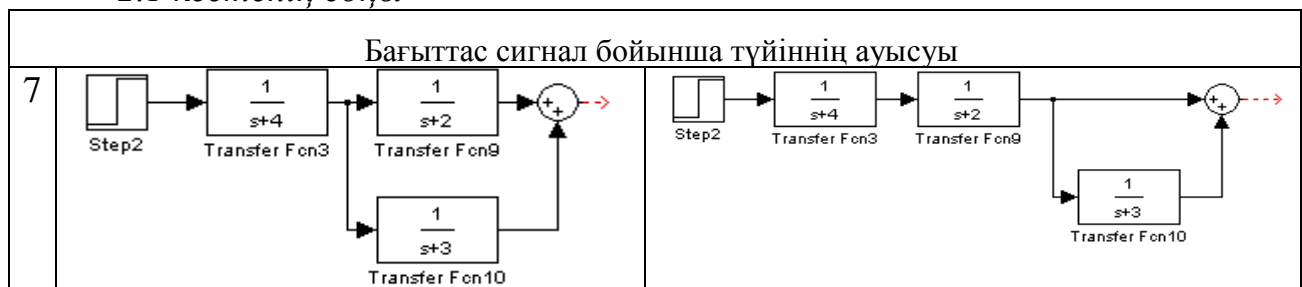 Бағыттас сигнал бойынша түйіннің ауысуы
7
Step2
1
s+4
Transfer Fcn3
1
s+2
Transfer Fcn9
+
+
1
s+3
Transfer Fcn10
Step2
1
s+4
Transfer Fcn3
1
s+2
Transfer Fcn9
+
+
1
s+3
Transfer Fcn10